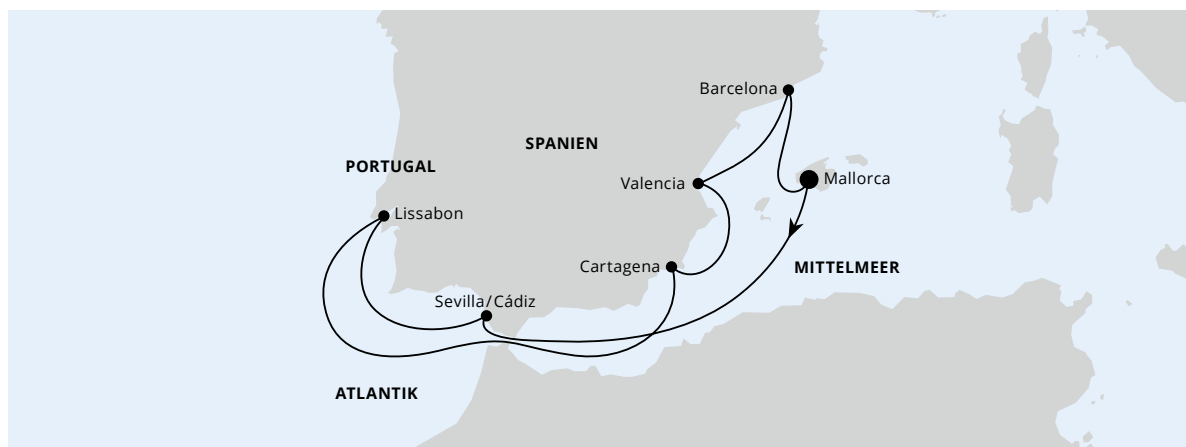 Barcelona
SPANIEN
PORTUGAL
Mallorca
Valencia
Lissabon
Cartagena
MITTELMEER
Sevilla/Cádiz
ATLANTIK